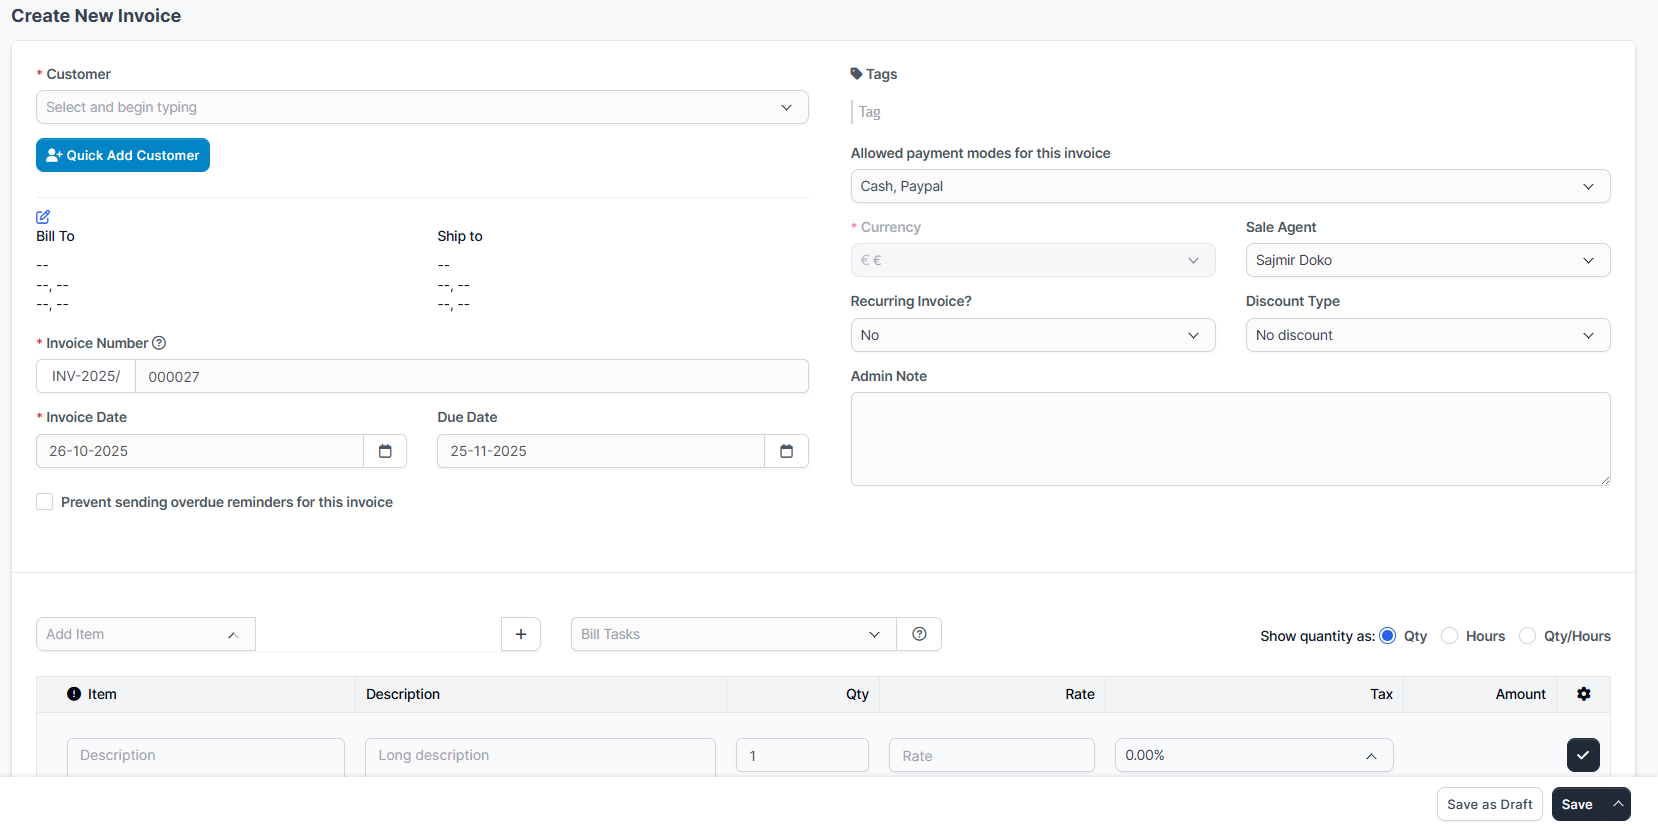 Create New Invoice
* Customer
Select and begin typing
Quick Add Customer
Bill To
--
--, --
--, --
Ship to
--
--, --
--, --
* Invoice Number
INV-2025/ 000027
* Invoice Date
26-10-2025
Due Date
25-11-2025
Prevent sending overdue reminders for this invoice
Tags
Tag
Allowed payment modes for this invoice
Cash, Paypal
* Currency
€ €
Sale Agent
Sajmir Doko
Recurring Invoice?
No
Discount Type
No discount
Admin Note
Add Item
Bill Tasks
Show quantity as: Qty Hours Qty/Hours
Item Description Qty Rate Tax Amount
Description Long description 1 Rate 0.00%
Save as Draft Save